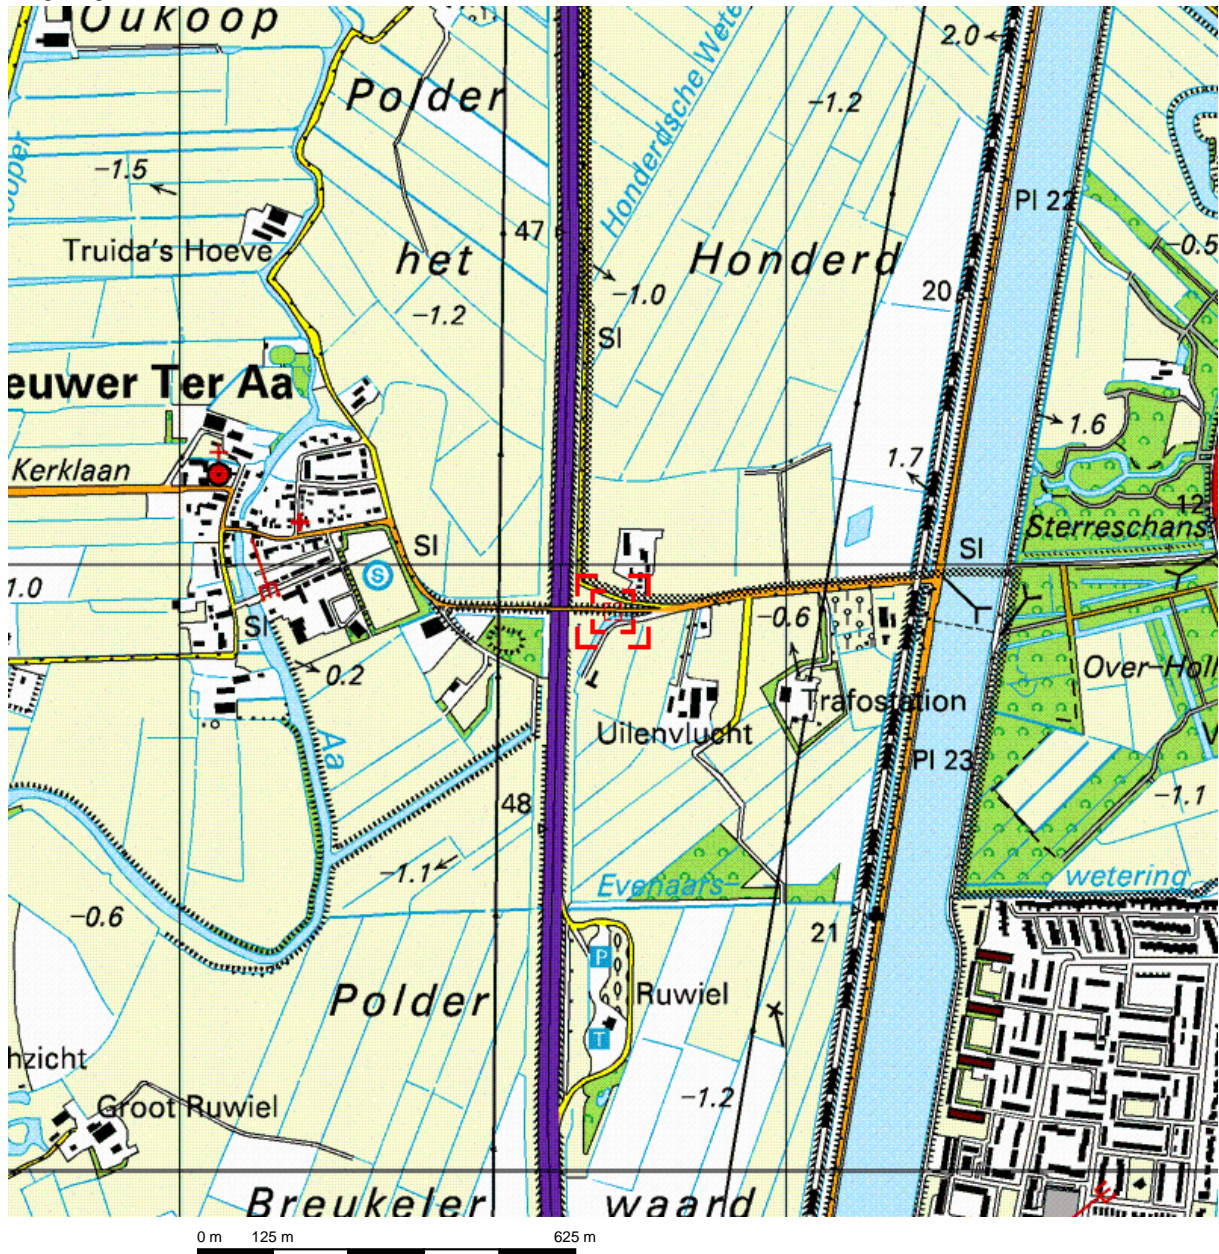 Oukoop
T
2.0
Polder
Honderdsche Wete
-1.2
-1.5
Pl 22
47
Truida's Hoeve
het
Honderd
-0.5
-1.0
20
-1.2
Sl
euwer Ter Aa
1.6
Kerklaan
1.7
12
Sterreschans
Sl
Sl
S
1.0
-0.6
Sl
0.2
Over-Holl
Trafostation
Uilenvlucht
Aa
Pl 23
V
48
-1.1
-1.1
Evenaars-
wetering
-0.6
21
P
Polder
Ruwiel
T
hzicht
-1.2
Groot Ruwiel
Breukeler
waard
0 m
125 m
625 m